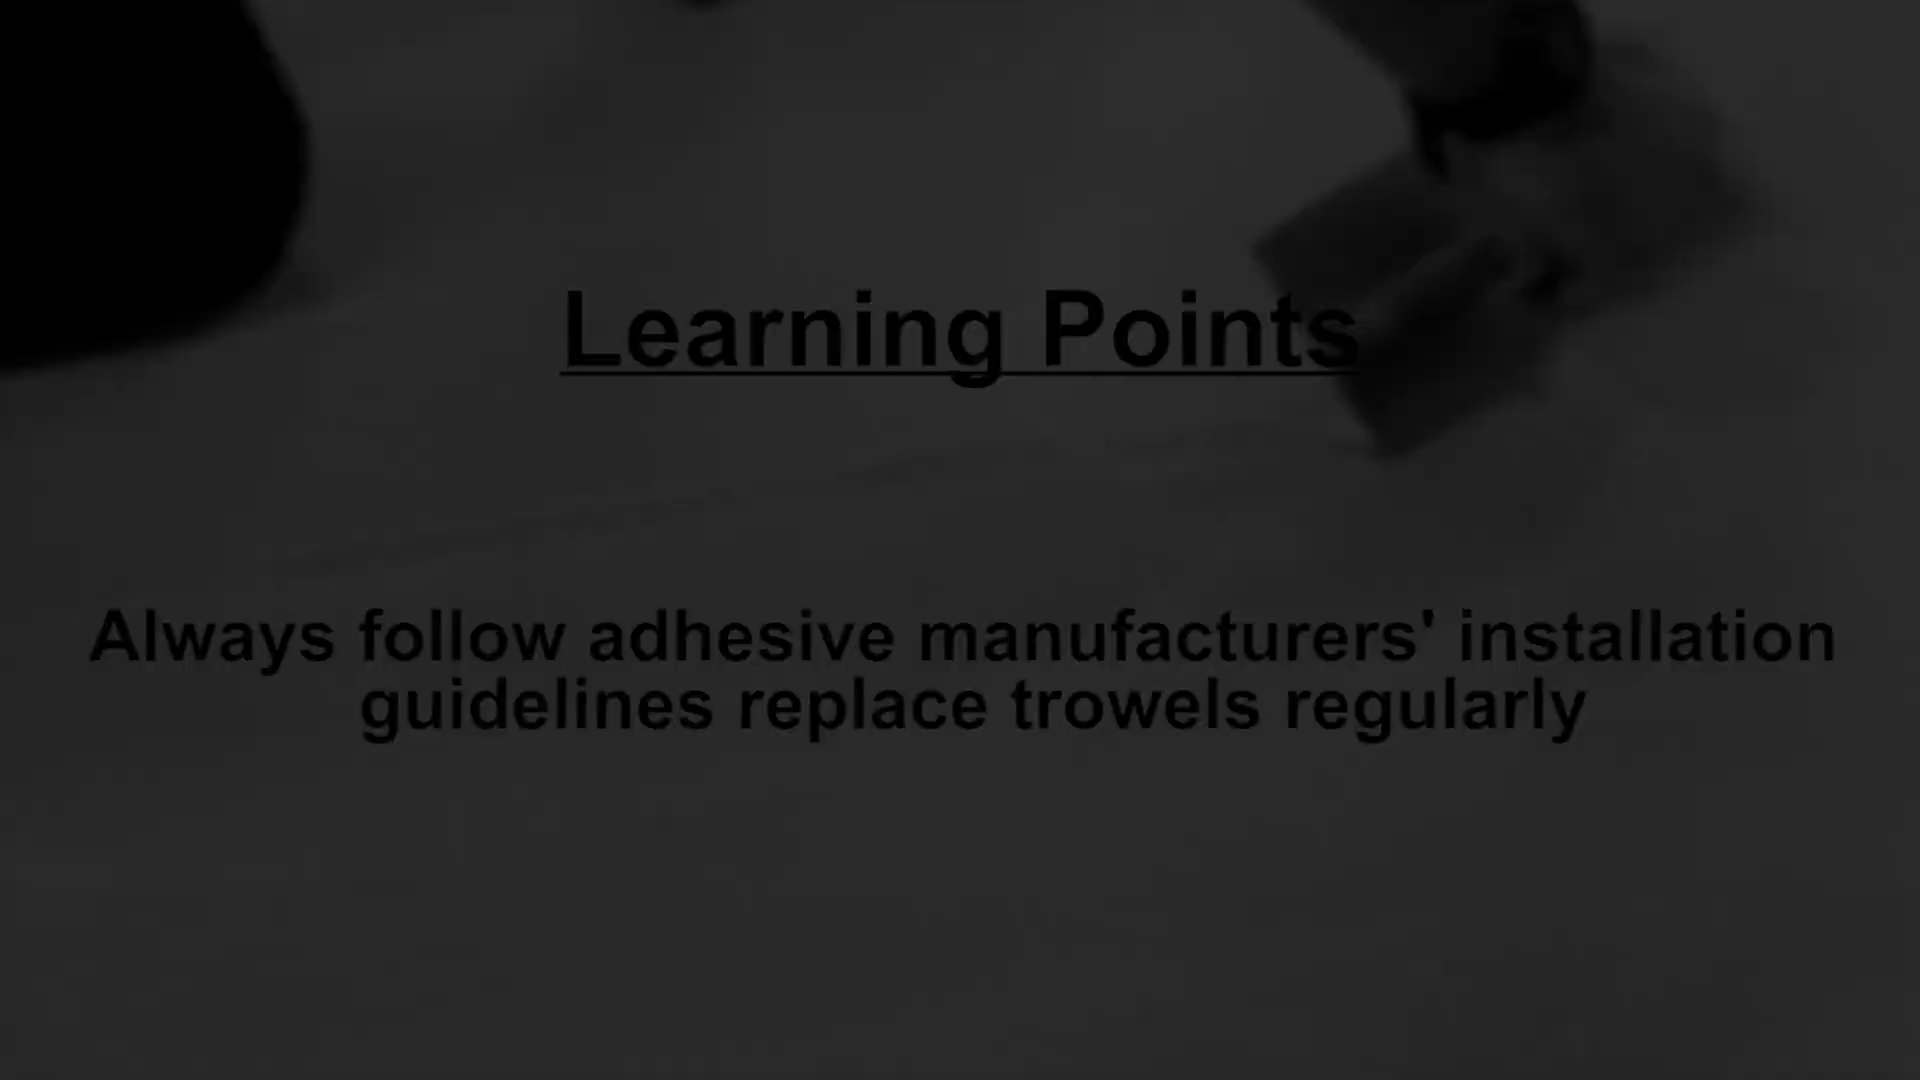 Learning Points
Always follow adhesive manufacturers' installation
guidelines replace trowels regularly